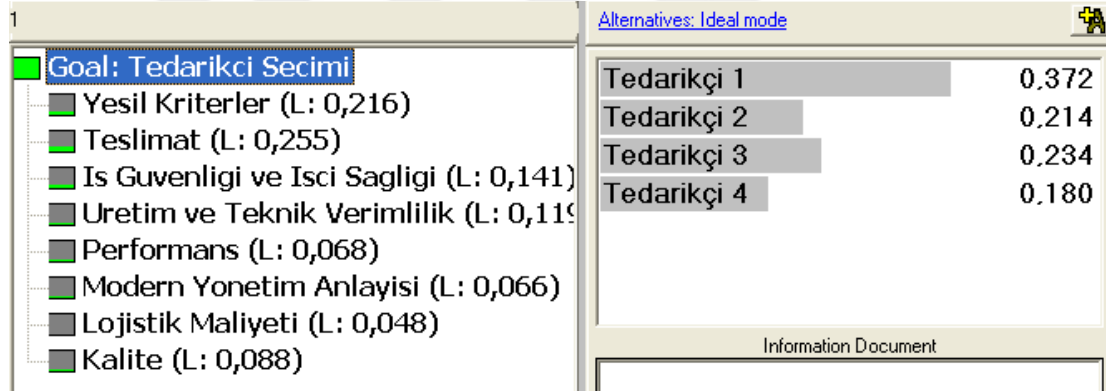 1
Goal: Tedarikci Secimi
Yesil Kriterler (L: 0,216)
Teslimat (L: 0,255)
Is Guvenligi ve Isci Sagligi (L: 0,141)
Uretim ve Teknik Verimlilik (L: 0,119
Performans (L: 0,068)
Modern Yonetim Anlayisi (L: 0,066)
Lojistik Maliyeti (L: 0,048)
Kalite (L: 0,088)
Alternatives: Ideal mode
Tedarikçi 1 0,372
Tedarikçi 2 0,214
Tedarikçi 3 0,234
Tedarikçi 4 0,180
Information Document